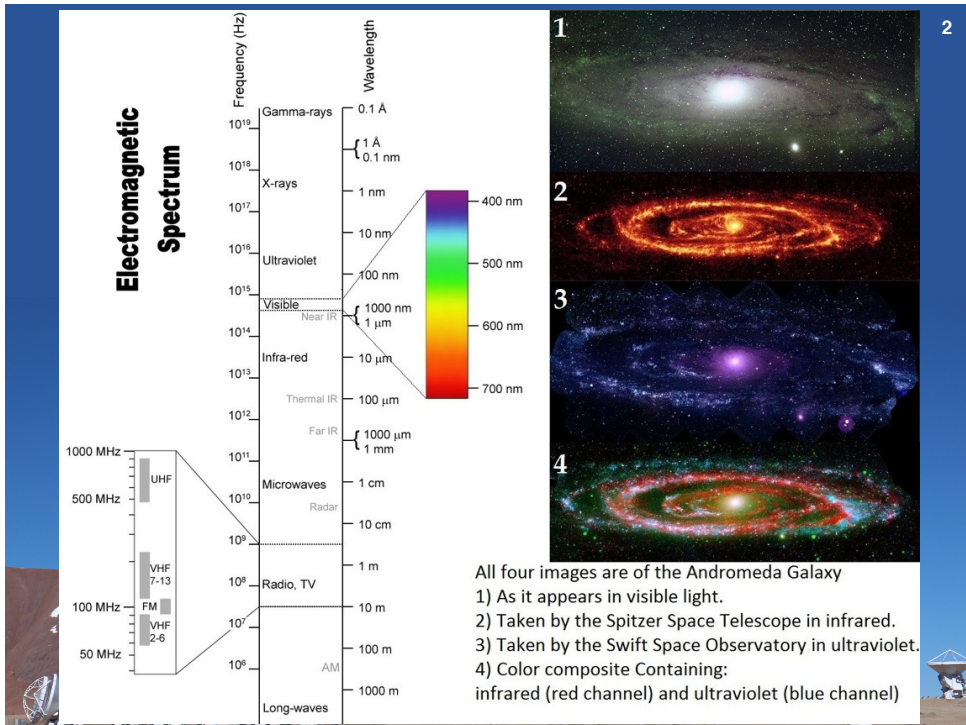 2
Electromagnetic
Spectrum
Frequency (Hz)
Wavelength
Gamma-rays
0.1 Å
10¹⁹
1 Å
0.1 nm
10¹⁸
X-rays
1 nm
10¹⁷
10 nm
10¹⁶
Ultraviolet
100 nm
10¹⁵
Visible
1000 nm
Near IR
1 µm
10¹⁴
Infra-red
10 µm
10¹³
Thermal IR
100 µm
10¹²
Far IR
1000 µm
1 mm
10¹¹
Microwaves
1 cm
10¹⁰
Radar
10 cm
10⁹
1 m
10⁸
Radio, TV
10 m
10⁷
100 m
10⁶
AM
1000 m
Long-waves
400 nm
500 nm
600 nm
700 nm
1000 MHz
UHF
500 MHz
VHF
7-13
100 MHz
FM
VHF
2-6
50 MHz
1
2
3
4
All four images are of the Andromeda Galaxy
1) As it appears in visible light.
2) Taken by the Spitzer Space Telescope in infrared.
3) Taken by the Swift Space Observatory in ultraviolet.
4) Color composite Containing:
infrared (red channel) and ultraviolet (blue channel)